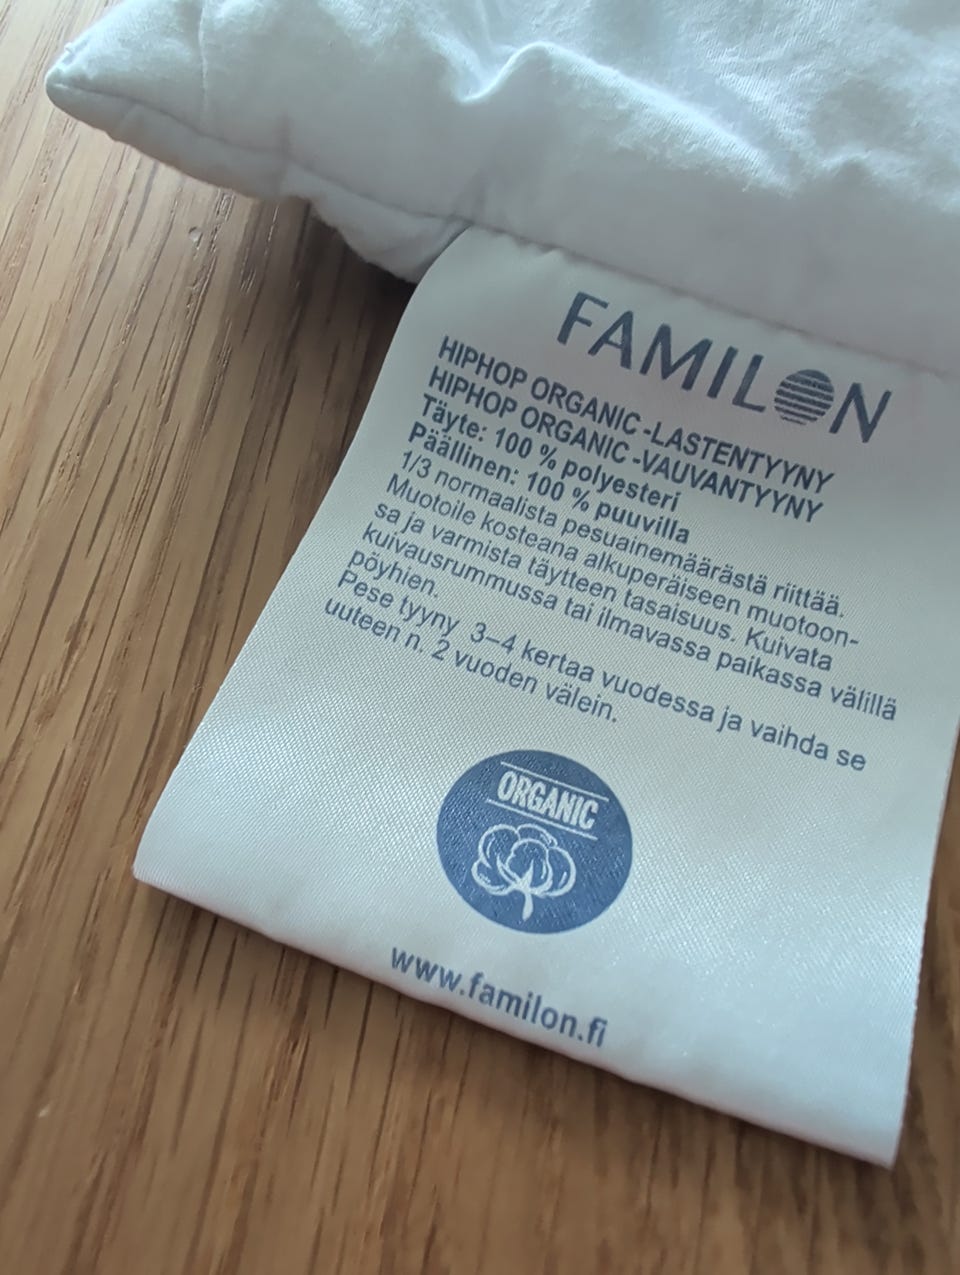 FAMILON
HIPHOP ORGANIC -LASTENTYYNY
HIPHOP ORGANIC -VAUVANTYYNY
Täyte: 100 % polyesteri
Päällinen: 100 % puuvilla
1/3 normaalista pesuainemäärästä riittää.
Muotoile kosteana alkuperäiseen muotoon-
sa ja varmista täytteen tasaisuus. Kuivata
kuivausrummussa tai ilmavassa paikassa välillä
pöyhien.
Pese tyyny 3–4 kertaa vuodessa ja vaihda se
uuteen n. 2 vuoden välein.
ORGANIC
www.familon.fi